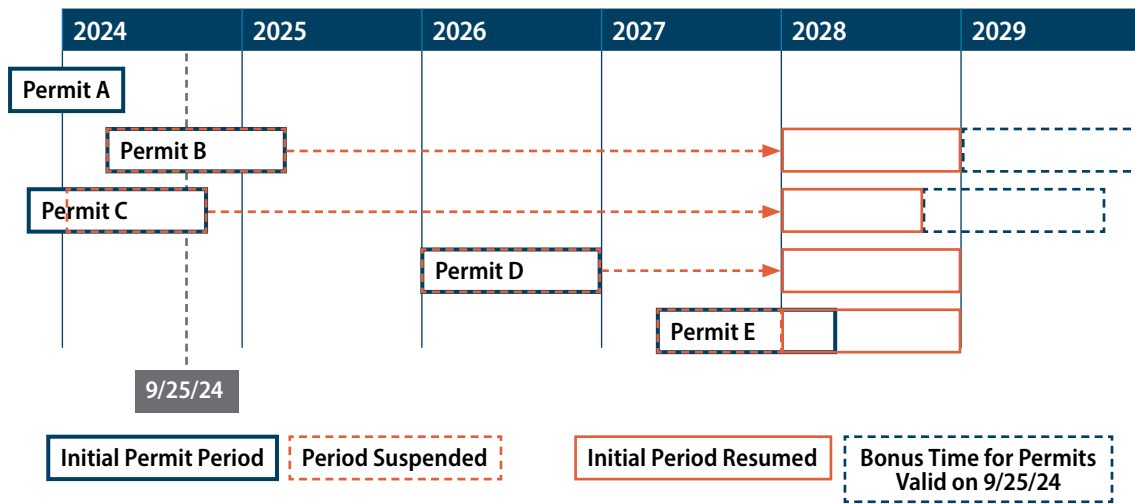 2024 2025 2026 2027 2028 2029
Permit A
Permit B
Permit C
Permit D
Permit E
9/25/24
Initial Permit Period
Period Suspended
Initial Period Resumed
Bonus Time for Permits
Valid on 9/25/24